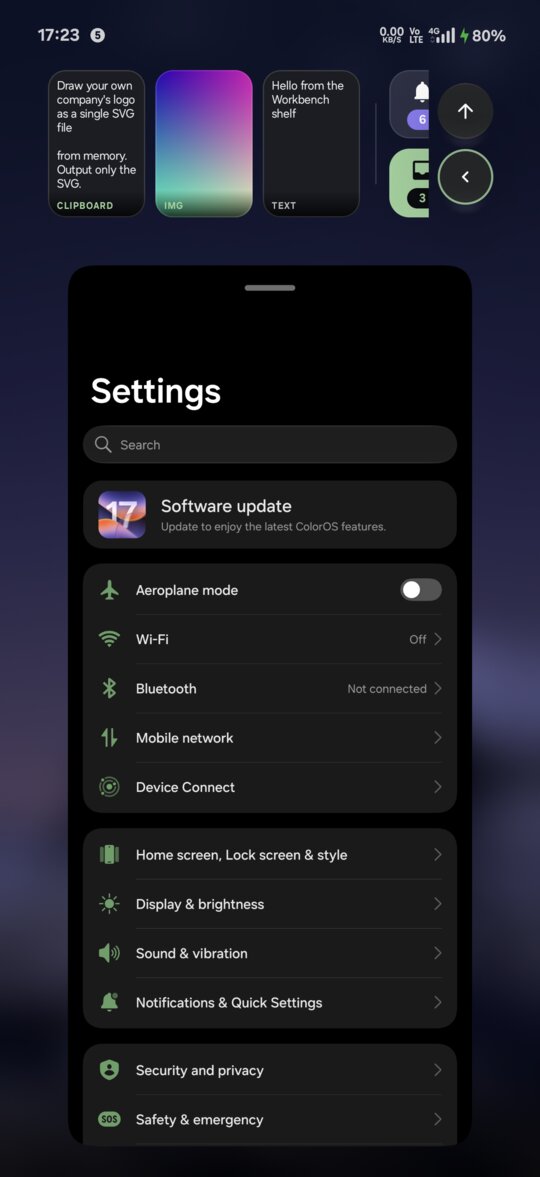 17:23
5
0.00
KB/S
Vo
LTE
4G
80%
Draw your own
company's logo
as a single SVG
file
from memory.
Output only the
SVG.
CLIPBOARD
IMG
Hello from the
Workbench
shelf
TEXT
6
3
Settings
Search
17
Software update
Update to enjoy the latest ColorOS features.
Aeroplane mode
Wi-Fi
Off
Bluetooth
Not connected
Mobile network
Device Connect
Home screen, Lock screen & style
Display & brightness
Sound & vibration
Notifications & Quick Settings
Security and privacy
SOS
Safety & emergency